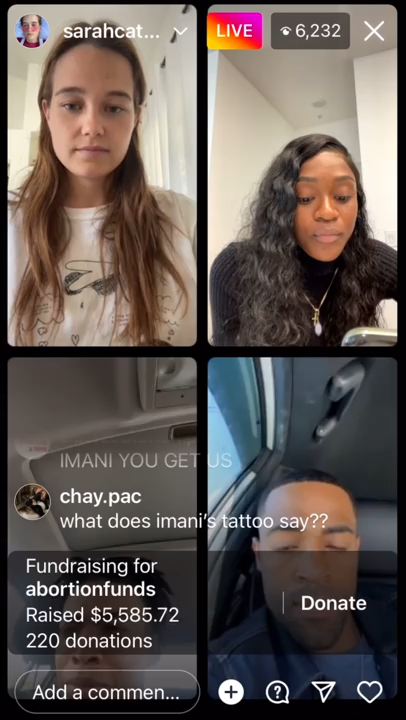 sarahcat...
LIVE
6,232
IMANI YOU GET US
chay.pac
what does imani's tattoo say??
Fundraising for
abortionfunds
Raised $5,585.72
220 donations
Donate
Add a commen...